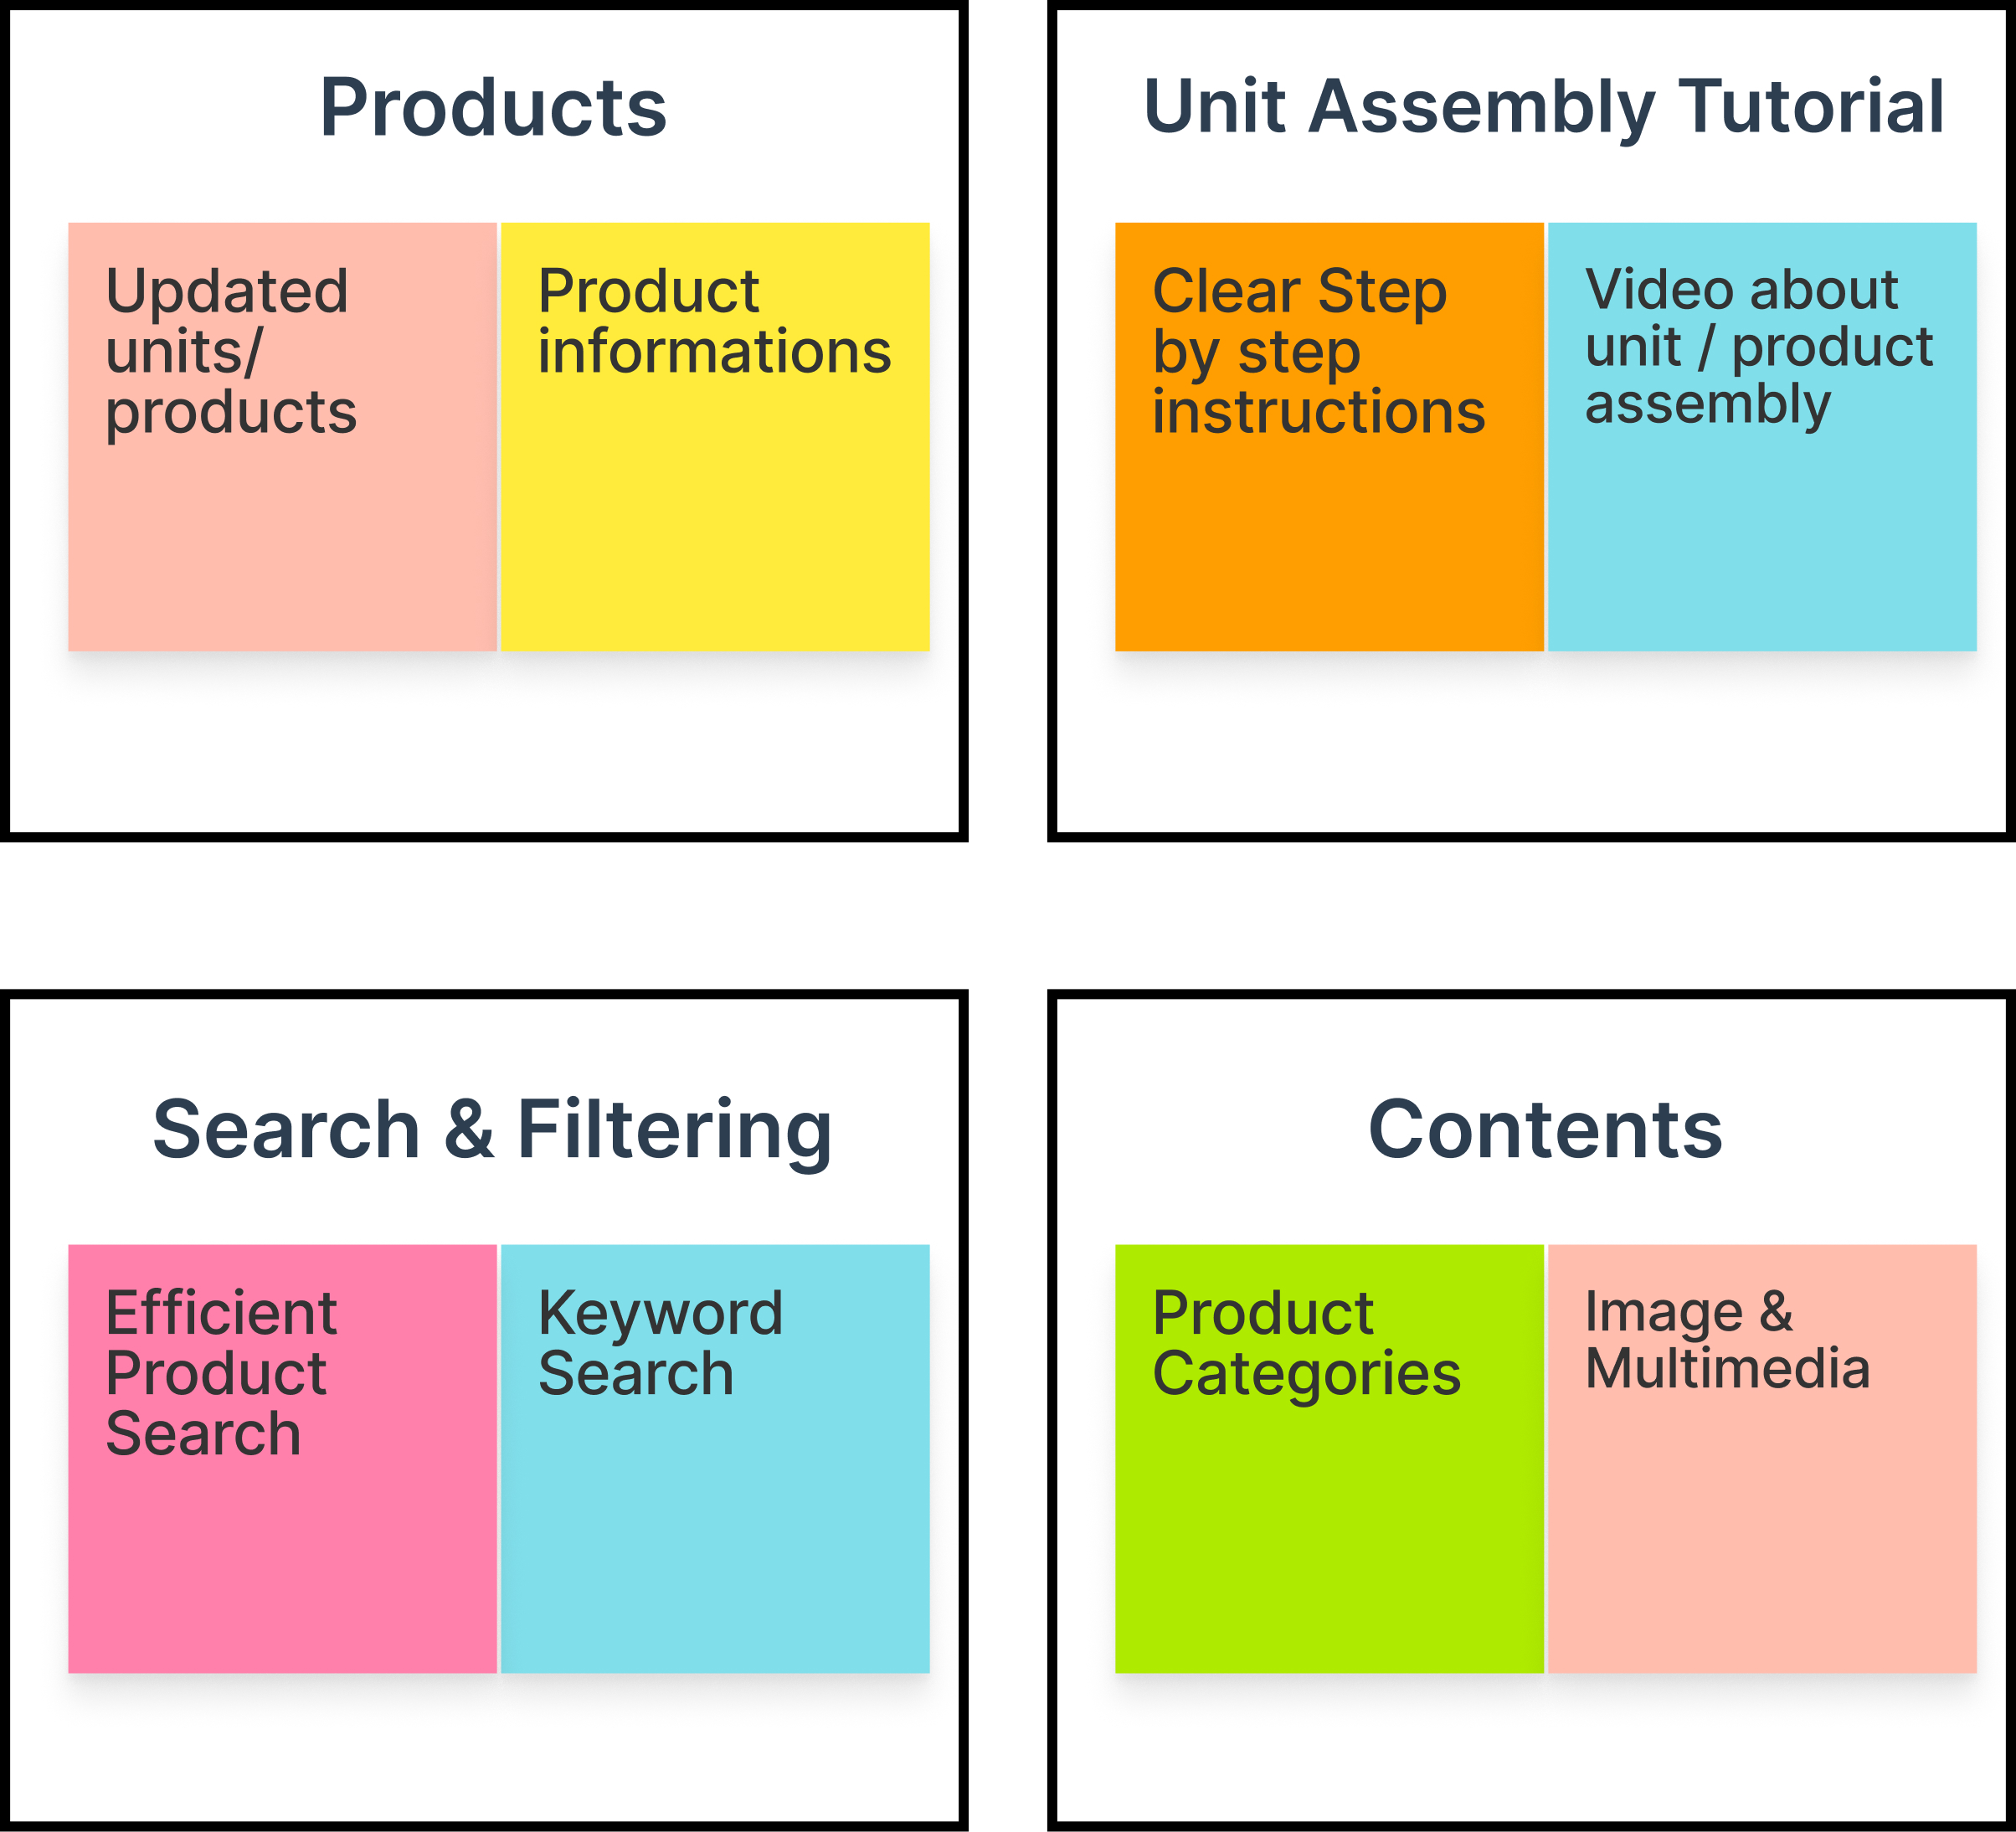 Products
Updated
units/
products
Product
informations
Unit Assembly Tutorial
Clear Step
by step
instructions
Video about
unit / product
assembly
Search & Filtering
Efficient
Product
Search
Keyword
Search
Contents
Product
Categories
Image &
Multimedia